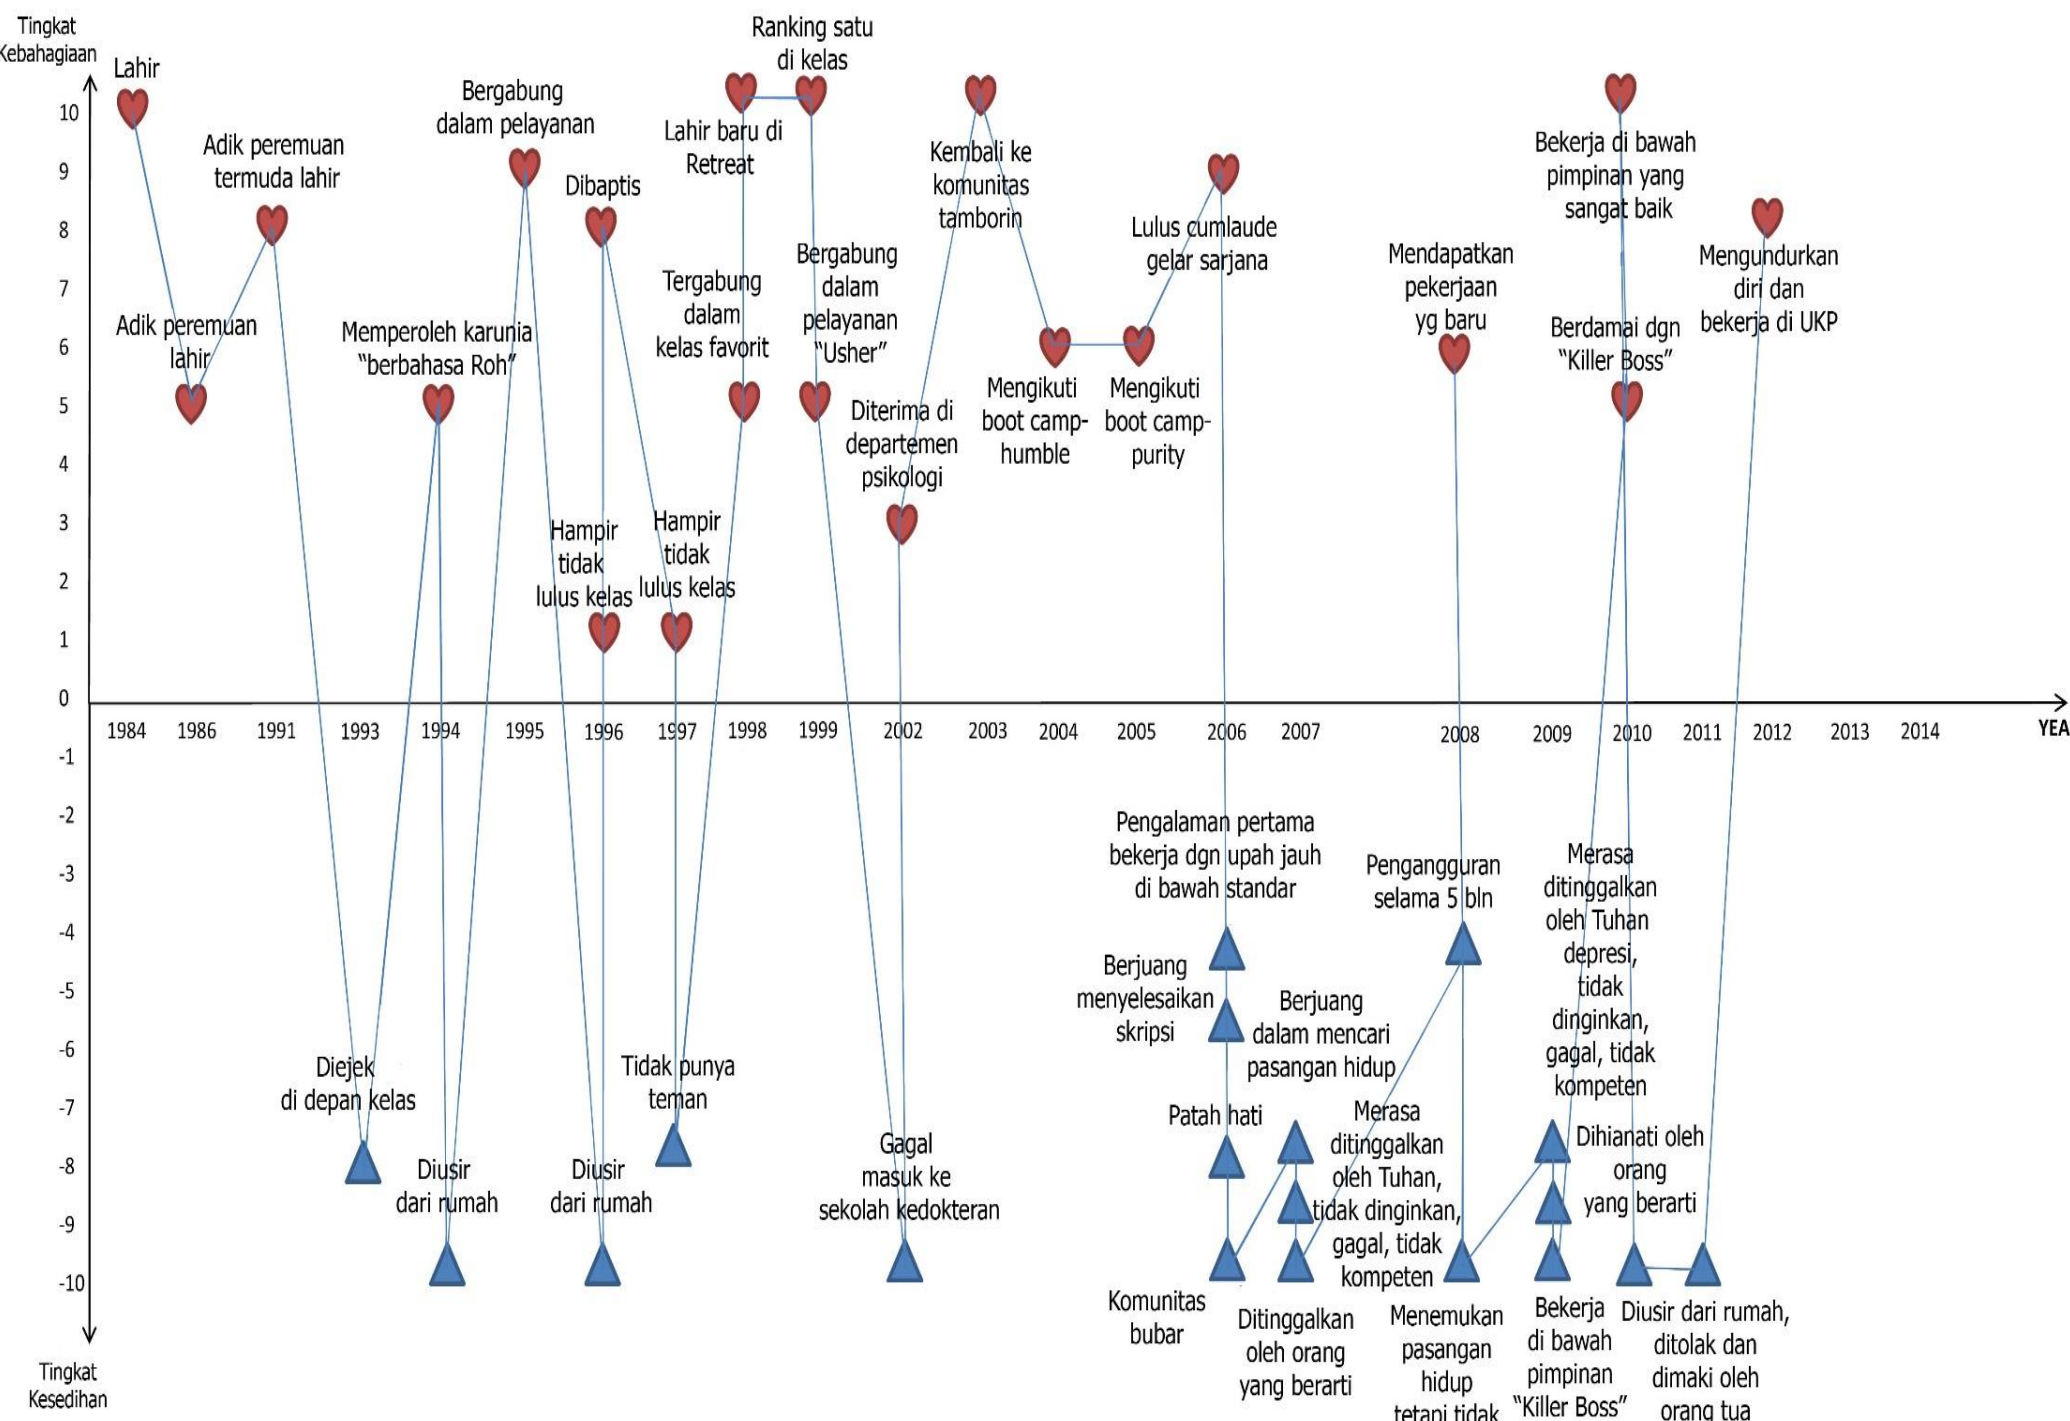 Tingkat
Kebahagiaan
Lahir
Adik peremuan
lahir
Adik peremuan
termuda lahir
Memperoleh karunia
“berbahasa Roh”
Bergabung
dalam pelayanan
Dibaptis
Hampir
tidak
lulus kelas
Hampir
tidak
lulus kelas
Lahir baru di
Retreat
Tergabung
dalam
kelas favorit
Ranking satu
di kelas
Bergabung
dalam
pelayanan
“Usher”
Diterima di
departemen
psikologi
Kembali ke
komunitas
tamborin
Mengikuti
boot camp-
humble
Mengikuti
boot camp-
purity
Lulus cumlaude
gelar sarjana
Mendapatkan
pekerjaan
yg baru
Bekerja di bawah
pimpinan yang
sangat baik
Berdamai dgn
“Killer Boss”
Mengundurkan
diri dan
bekerja di UKP
10
9
8
7
6
5
4
3
2
1
0
-1
-2
-3
-4
-5
-6
-7
-8
-9
-10
1984 1986 1991 1993 1994 1995 1996 1997 1998 1999 2002 2003 2004 2005 2006 2007 2008 2009 2010 2011 2012 2013 2014 YEA
Diejek
di depan kelas
Diusir
dari rumah
Diusir
dari rumah
Tidak punya
teman
Gagal
masuk ke
sekolah kedokteran
Pengalaman pertama
bekerja dgn upah jauh
di bawah standar
Berjuang
menyelesaikan
skripsi
Patah hati
Komunitas
bubar
Berjuang
dalam mencari
pasangan hidup
Merasa
ditinggalkan
oleh Tuhan,
tidak dinginkan,
gagal, tidak
kompeten
Ditinggalkan
oleh orang
yang berarti
Pengangguran
selama 5 bln
Menemukan
pasangan
hidup
tetapi tidak
Merasa
ditinggalkan
oleh Tuhan
depresi,
tidak
dinginkan,
gagal, tidak
kompeten
Dihianati oleh
orang
yang berarti
Bekerja
di bawah
pimpinan
“Killer Boss”
Diusir dari rumah,
ditolak dan
dimaki oleh
orang tua
Tingkat
Kesedihan